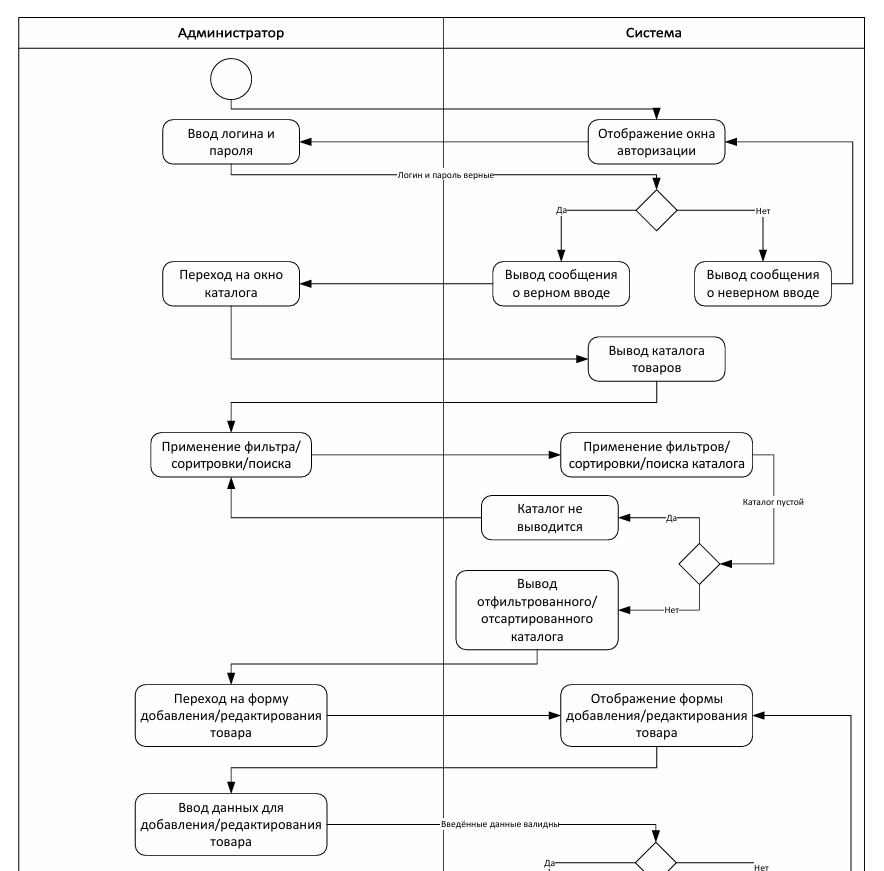 Администратор
Система
Ввод логина и
пароля
Отображение окна
авторизации
Логин и пароль верные
Да
Нет
Переход на окно
каталога
Вывод сообщения
о верном вводе
Вывод сообщения
о неверном вводе
Вывод каталога
товаров
Применение фильтра/
соритровки/поиска
Применение фильтров/
сортировки/поиска каталога
Каталог пустой
Каталог не
выводится
Да
Вывод
отфильтрованного/
отсартированного
каталога
Нет
Переход на форму
добавления/редактирования
товара
Отображение формы
добавления/редактирования
товара
Ввод данных для
добавления/редактирования
товара
Введённые данные валидны
Да
Нет